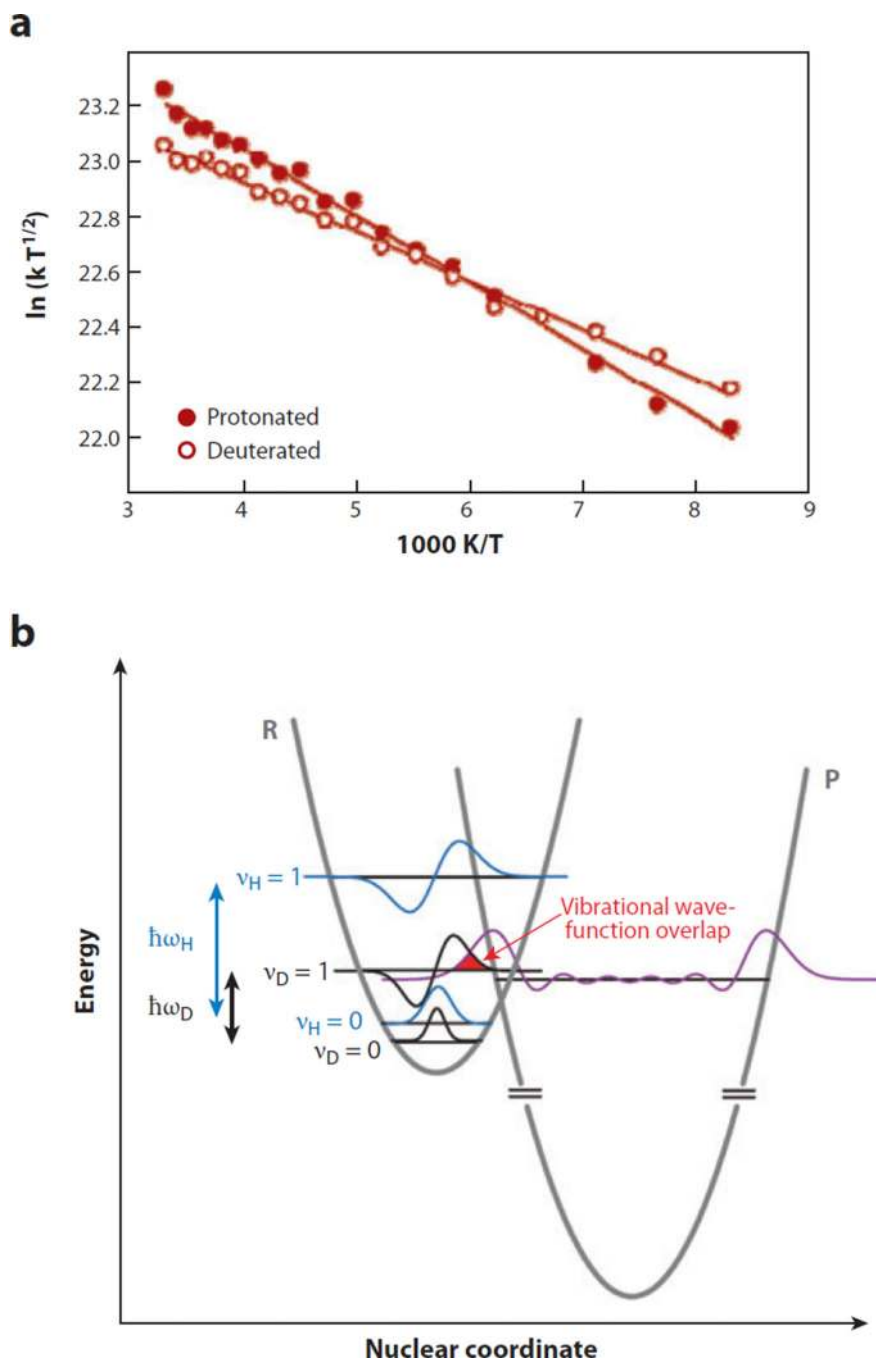 a
ln (k T1/2)
23.2
23.0
22.8
22.6
22.4
22.2
22.0
Protonated
Deuterated
3 4 5 6 7 8 9
1000 K/T
b
Energy
R
P
νH = 1
Vibrational wave-
function overlap
ħωH
νD = 1
ħωD
νH = 0
νD = 0
Nuclear coordinate